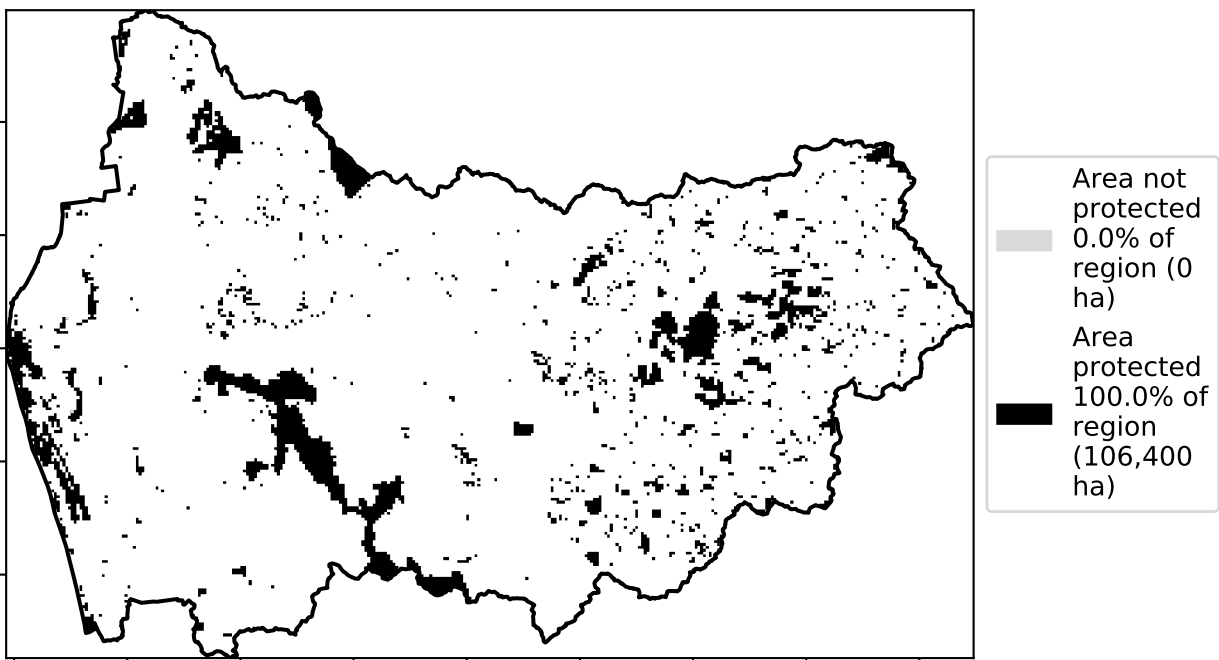 Area not
protected
0.0% of
region (0
ha)
Area
protected
100.0% of
region
(106,400
ha)